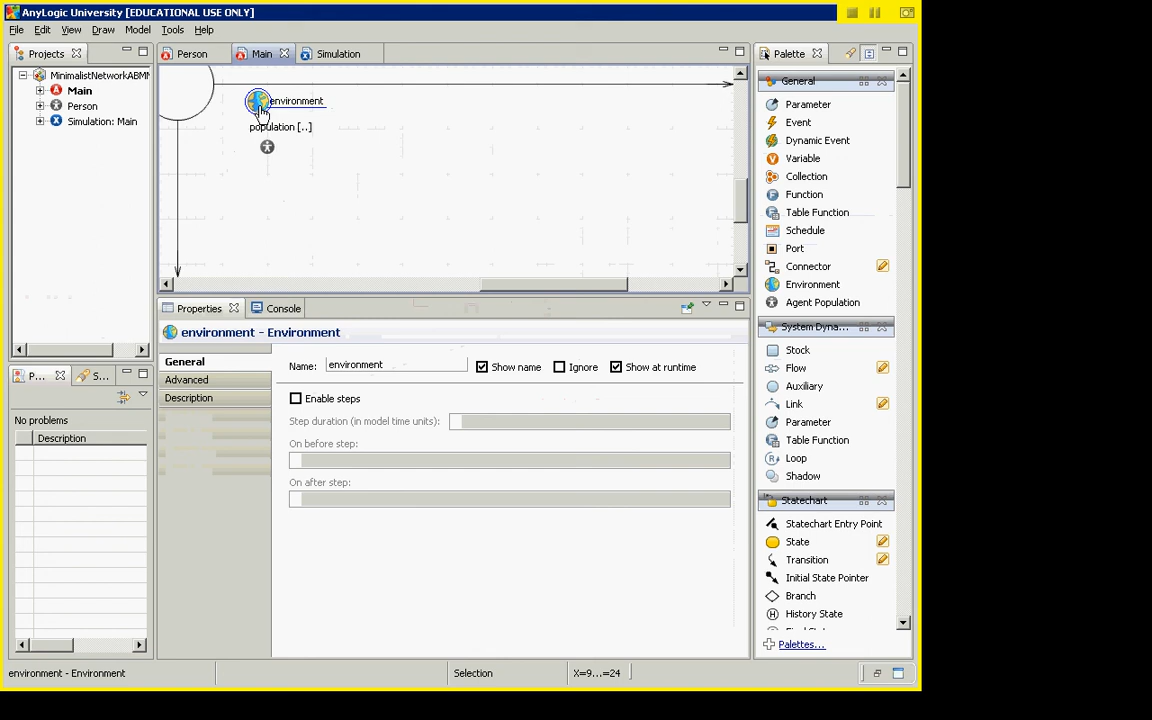 AnyLogic University [EDUCATIONAL USE ONLY]
File Edit View Draw Model Tools Help
Projects
Person
Main
Simulation
Palette
MinimalistNetworkABMN
Main
Person
Simulation: Main
environment
population [..]
General
Parameter
Event
Dynamic Event
Variable
Collection
Function
Table Function
Schedule
Port
Connector
Environment
Agent Population
System Dyna...
Stock
Flow
Auxiliary
Link
Parameter
Table Function
Loop
Shadow
Statechart
Statechart Entry Point
State
Transition
Initial State Pointer
Branch
History State
Palettes...
Properties
Console
environment - Environment
General
Advanced
Description
Name: environment
Show name
Ignore
Show at runtime
Enable steps
Step duration (in model time units):
On before step:
On after step:
P...
S...
No problems
Description
environment - Environment
Selection
X=9...=24